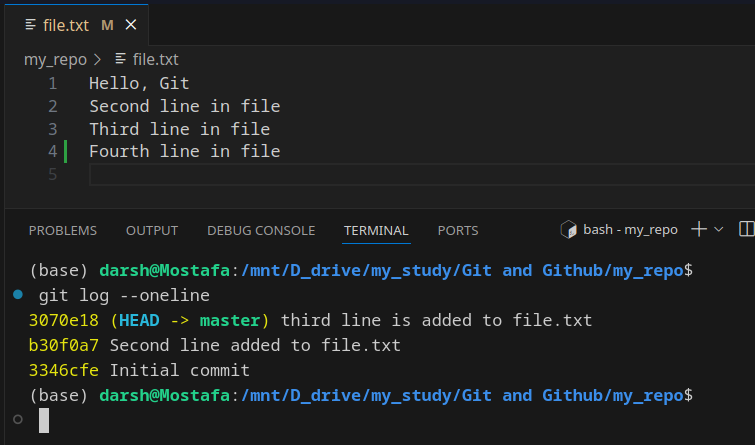 file.txt M
my_repo > file.txt
1 Hello, Git
2 Second line in file
3 Third line in file
4 Fourth line in file
5
PROBLEMS OUTPUT DEBUG CONSOLE TERMINAL PORTS bash - my_repo
(base) darsh@Mostafa:/mnt/D_drive/my_study/Git and Github/my_repo$
git log --oneline
3070e18 (HEAD -> master) third line is added to file.txt
b30f0a7 Second line added to file.txt
3346cfe Initial commit
(base) darsh@Mostafa:/mnt/D_drive/my_study/Git and Github/my_repo$